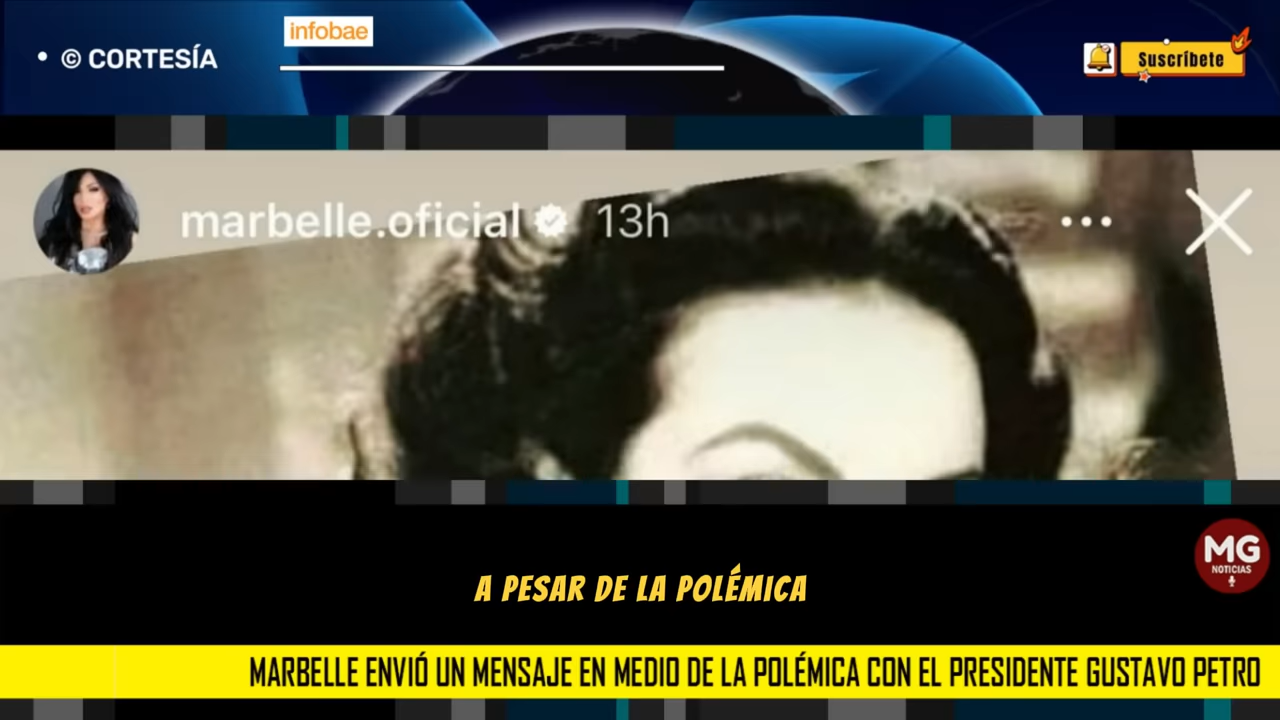 infobae
• © CORTESÍA
Suscríbete
marbelle.oficial 13h
MG
NOTICIAS
A PESAR DE LA POLÉMICA
MARBELLE ENVIÓ UN MENSAJE EN MEDIO DE LA POLÉMICA CON EL PRESIDENTE GUSTAVO PETRO